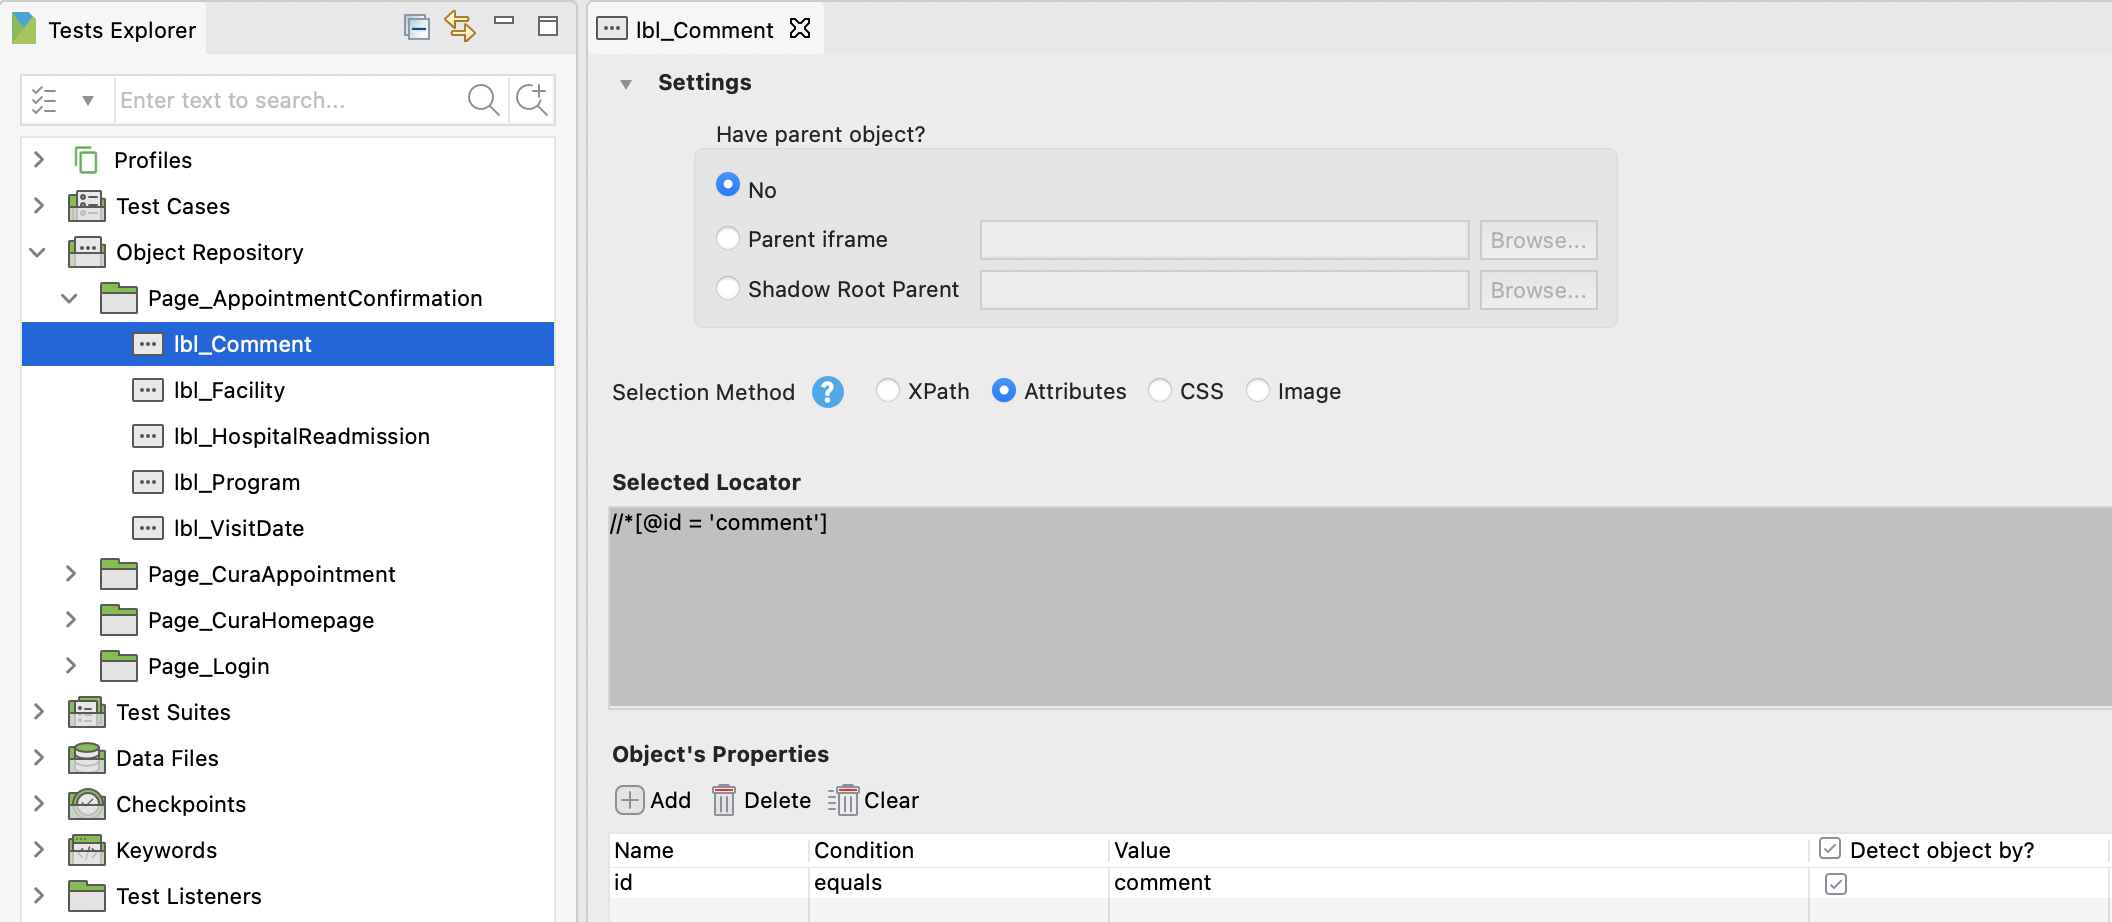 Tests Explorer
Enter text to search...
Profiles
Test Cases
Object Repository
Page_AppointmentConfirmation
lbl_Comment
lbl_Facility
lbl_HospitalReadmission
lbl_Program
lbl_VisitDate
Page_CuraAppointment
Page_CuraHomepage
Page_Login
Test Suites
Data Files
Checkpoints
Keywords
Test Listeners
lbl_Comment
Settings
Have parent object?
No
Parent iframe Browse...
Shadow Root Parent Browse...
Selection Method ? XPath Attributes CSS Image
Selected Locator
//*[@id = 'comment']
Object's Properties
Add Delete Clear
Name Condition Value Detect object by?
id equals comment